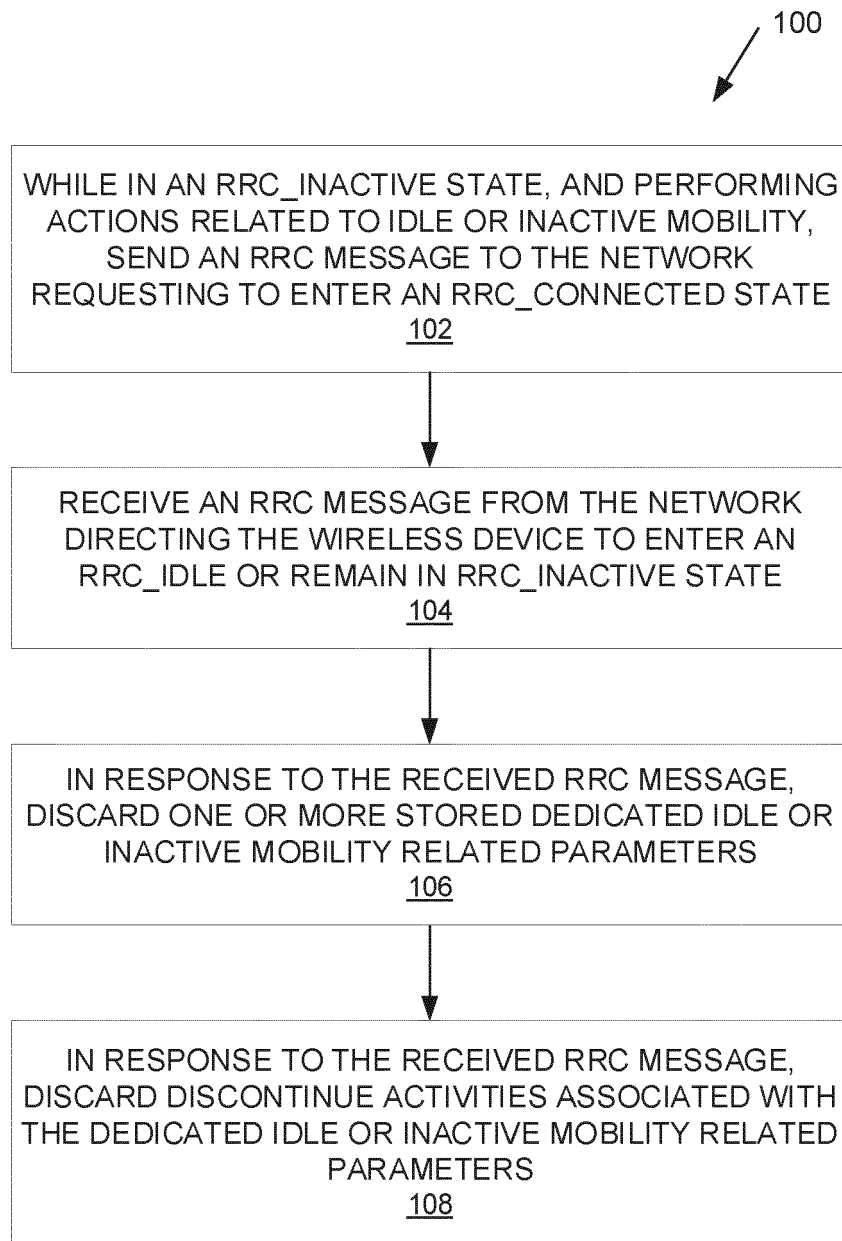 100
WHILE IN AN RRC_INACTIVE STATE, AND PERFORMING
ACTIONS RELATED TO IDLE OR INACTIVE MOBILITY,
SEND AN RRC MESSAGE TO THE NETWORK
REQUESTING TO ENTER AN RRC_CONNECTED STATE
102
RECEIVE AN RRC MESSAGE FROM THE NETWORK
DIRECTING THE WIRELESS DEVICE TO ENTER AN
RRC_IDLE OR REMAIN IN RRC_INACTIVE STATE
104
IN RESPONSE TO THE RECEIVED RRC MESSAGE,
DISCARD ONE OR MORE STORED DEDICATED IDLE OR
INACTIVE MOBILITY RELATED PARAMETERS
106
IN RESPONSE TO THE RECEIVED RRC MESSAGE,
DISCARD DISCONTINUE ACTIVITIES ASSOCIATED WITH
THE DEDICATED IDLE OR INACTIVE MOBILITY RELATED
PARAMETERS
108